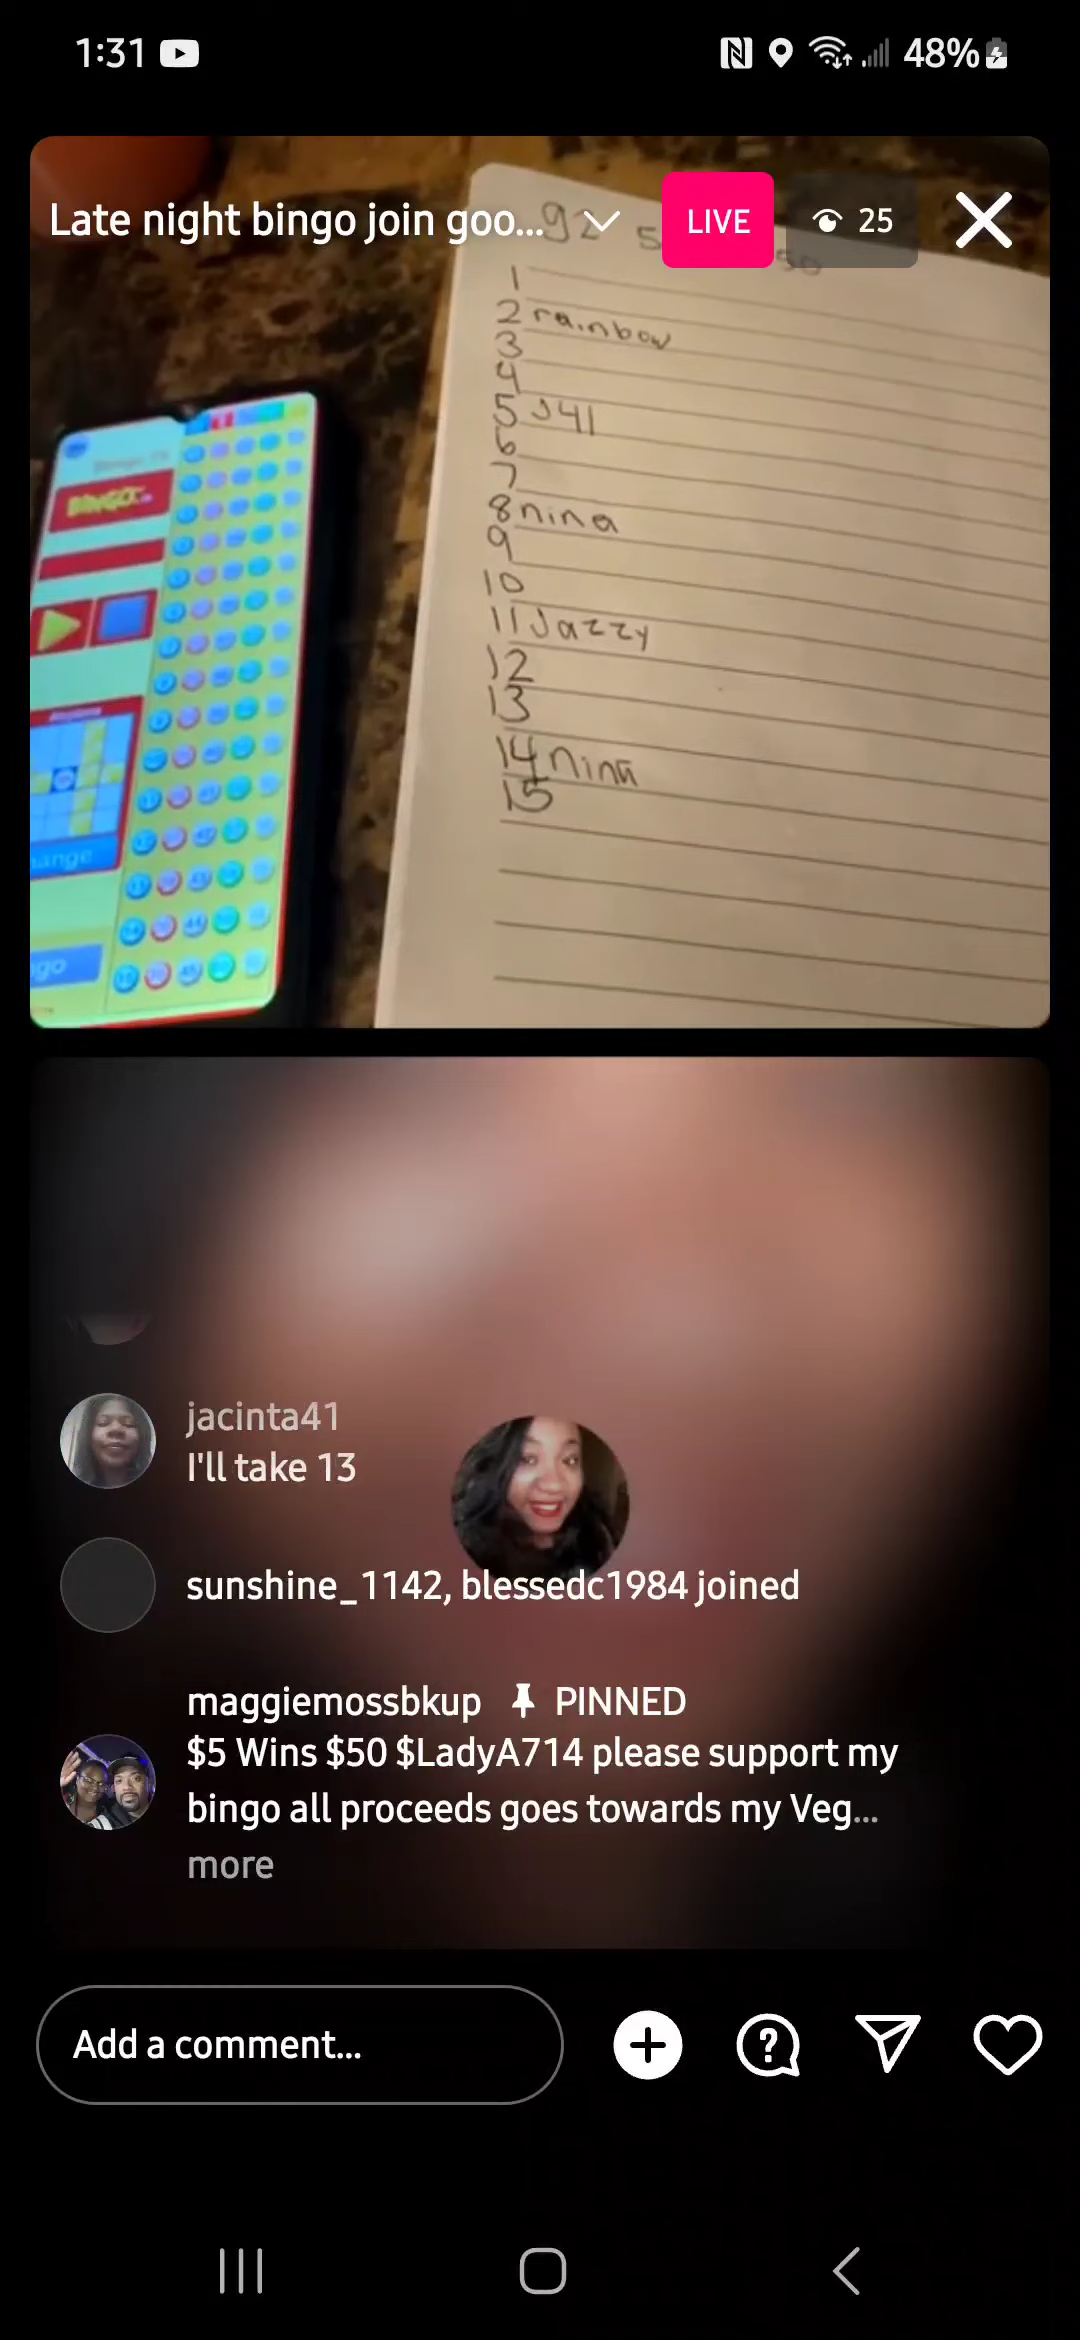 1:31
48%
Late night bingo join goo...
LIVE
25
92
1
2 rainbow
3
4
5 J41
6
7
8 nina
9
10
11 Jazzy
12
13
14 nina
15
BINGO
jacinta41
I'll take 13
sunshine_1142, blessedc1984 joined
maggiemossbkup PINNED
$5 Wins $50 $LadyA714 please support my
bingo all proceeds goes towards my Veg...
more
Add a comment...